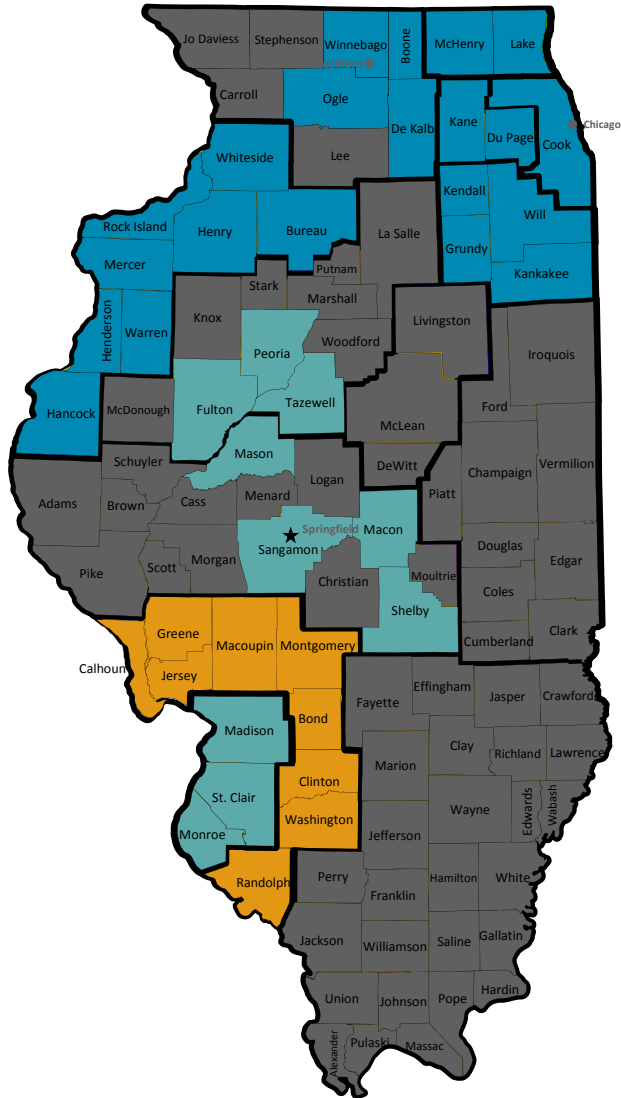 Jo Daviess
Stephenson
Winnebago
Boone
McHenry
Lake
Carroll
Ogle
De Kalb
Kane
Du Page
Cook
Chicago
Whiteside
Lee
Kendall
Will
Rock Island
Henry
Bureau
La Salle
Grundy
Mercer
Putnam
Kankakee
Stark
Marshall
Henderson
Warren
Knox
Livingston
Peoria
Woodford
Iroquois
Hancock
McDonough
Fulton
Tazewell
McLean
Ford
Mason
Schuyler
DeWitt
Champaign
Vermilion
Adams
Brown
Cass
Menard
Logan
Piatt
Springfield
Macon
Sangamon
Pike
Scott
Morgan
Christian
Moultrie
Douglas
Edgar
Coles
Shelby
Greene
Macoupin
Montgomery
Cumberland
Clark
Calhoun
Jersey
Fayette
Effingham
Jasper
Crawford
Madison
Bond
Clay
Richland
Lawrence
Marion
Clinton
St. Clair
Wayne
Edwards
Wabash
Washington
Monroe
Jefferson
Randolph
Perry
Hamilton
White
Franklin
Jackson
Williamson
Saline
Gallatin
Union
Johnson
Pope
Hardin
Alexander
Pulaski
Massac